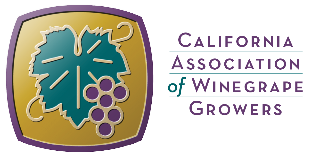 CALIFORNIA
ASSOCIATION
of WINEGRAPE
GROWERS